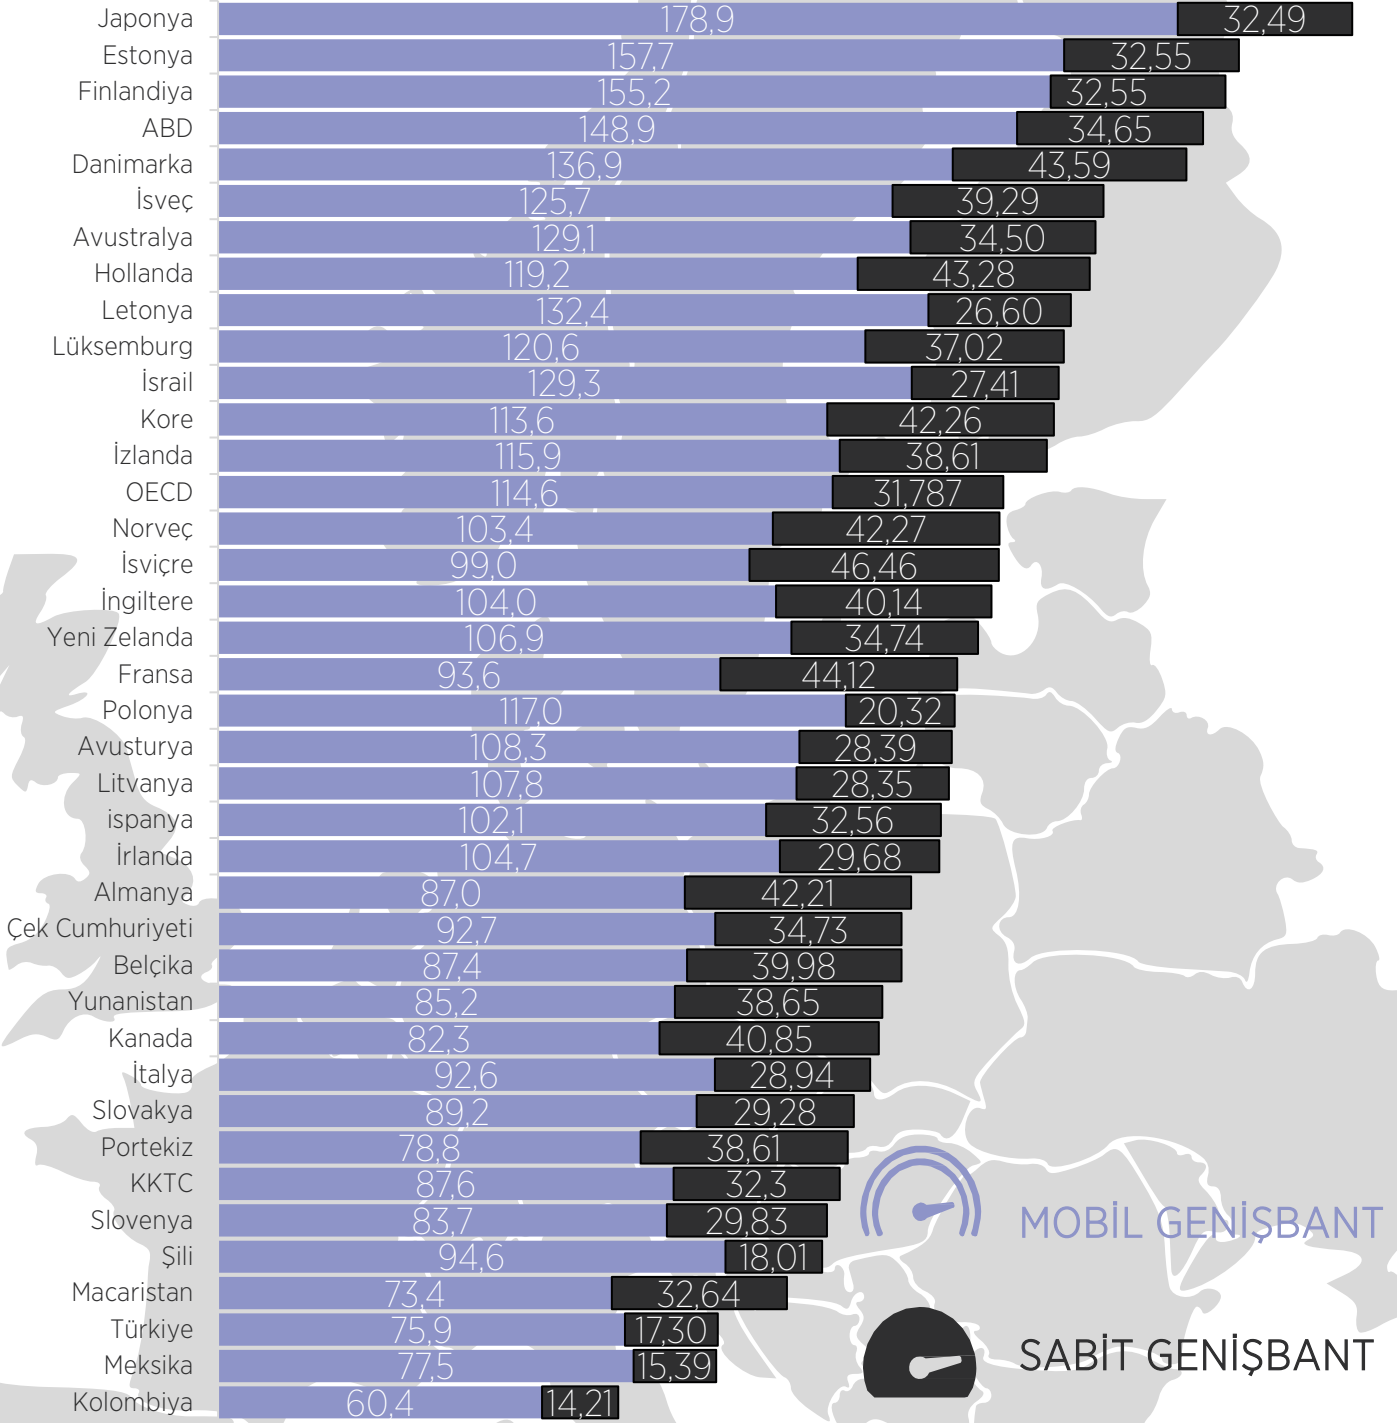 Japonya 178,9 32,49
Estonya 157,7 32,55
Finlandiya 155,2 32,55
ABD 148,9 34,65
Danimarka 136,9 43,59
İsveç 125,7 39,29
Avustralya 129,1 34,50
Hollanda 119,2 43,28
Letonya 132,4 26,60
Lüksemburg 120,6 37,02
İsrail 129,3 27,41
Kore 113,6 42,26
İzlanda 115,9 38,61
OECD 114,6 31,787
Norveç 103,4 42,27
İsviçre 99,0 46,46
İngiltere 104,0 40,14
Yeni Zelanda 106,9 34,74
Fransa 93,6 44,12
Polonya 117,0 20,32
Avusturya 108,3 28,39
Litvanya 107,8 28,35
ispanya 102,1 32,56
İrlanda 104,7 29,68
Almanya 87,0 42,21
Çek Cumhuriyeti 92,7 34,73
Belçika 87,4 39,98
Yunanistan 85,2 38,65
Kanada 82,3 40,85
İtalya 92,6 28,94
Slovakya 89,2 29,28
Portekiz 78,8 38,61
KKTC 87,6 32,3
Slovenya 83,7 29,83
MOBİL GENİŞBANT
Şili 94,6 18,01
Macaristan 73,4 32,64
Türkiye 75,9 17,30
SABİT GENİŞBANT
Meksika 77,5 15,39
Kolombiya 60,4 14,21